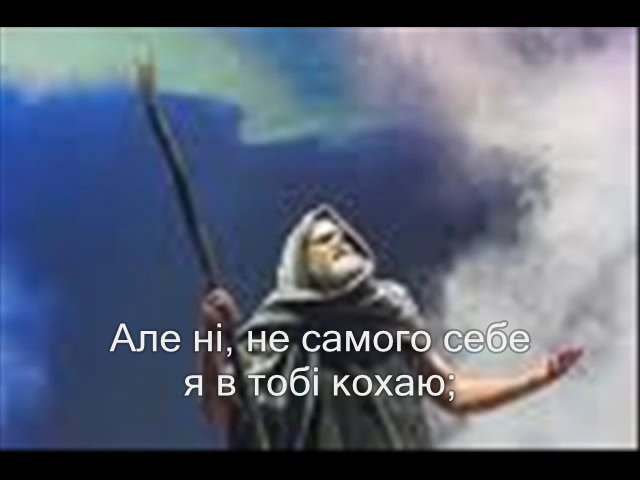 Але ні, не самого себе
я в тобі кохаю;